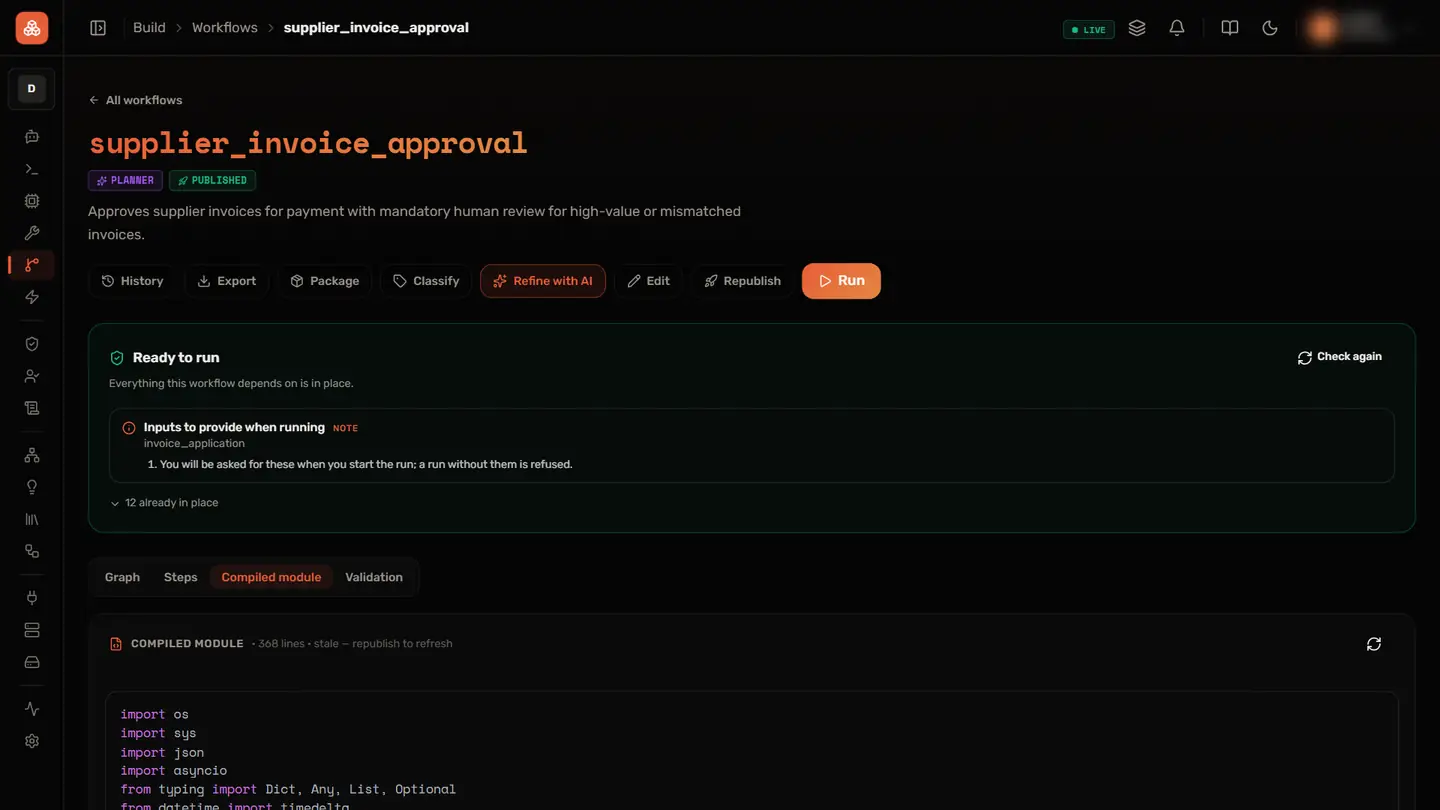 Build > Workflows > supplier_invoice_approval
LIVE
D
← All workflows
supplier_invoice_approval
PLANNER PUBLISHED
Approves supplier invoices for payment with mandatory human review for high-value or mismatched
invoices.
History Export Package Classify Refine with AI Edit Republish Run
Ready to run
Check again
Everything this workflow depends on is in place.
Inputs to provide when running NOTE
invoice_application
1. You will be asked for these when you start the run; a run without them is refused.
12 already in place
Graph Steps Compiled module Validation
COMPILED MODULE · 368 lines · stale — republish to refresh
import os
import sys
import json
import asyncio
from typing import Dict, Any, List, Optional
from datetime import timedelta